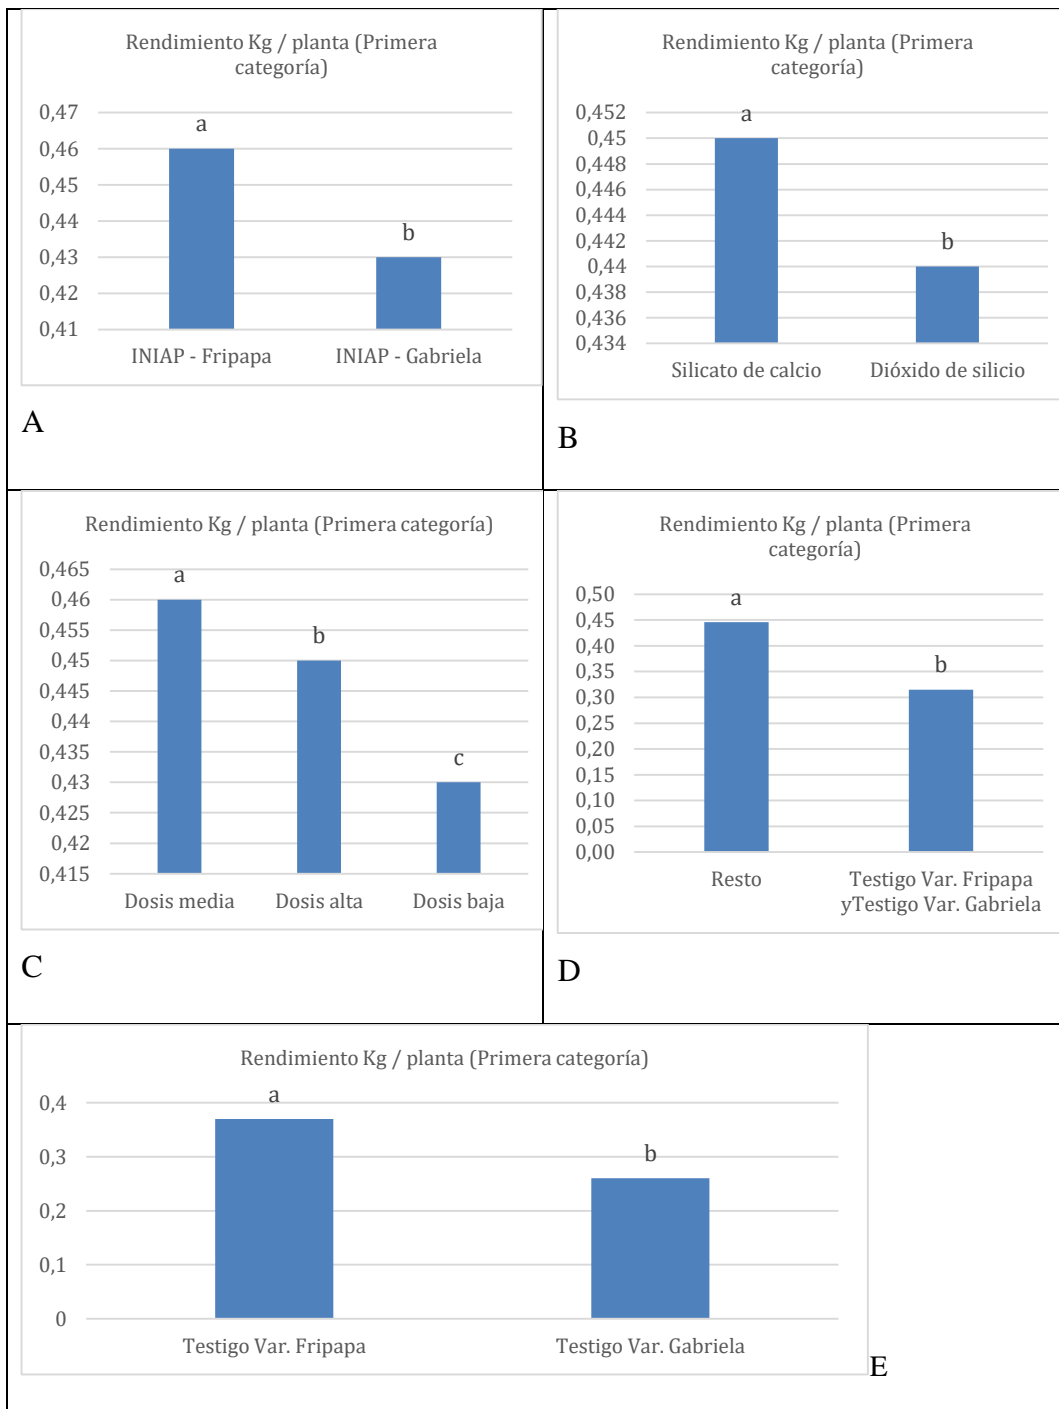 Rendimiento Kg / planta (Primera
categoría)
0,47
a
0,46
0,45
0,44
b
0,43
0,42
0,41
INIAP - Fripapa
INIAP - Gabriela
A
Rendimiento Kg / planta (Primera
categoría)
0,452
a
0,45
0,448
0,446
0,444
0,442
b
0,44
0,438
0,436
0,434
Silicato de calcio
Dióxido de silicio
B
Rendimiento Kg / planta (Primera categoría)
0,465
a
0,46
0,455
b
0,45
0,445
0,44
0,435
c
0,43
0,425
0,42
0,415
Dosis media
Dosis alta
Dosis baja
C
Rendimiento Kg / planta (Primera
categoría)
0,50
a
0,45
0,40
0,35
b
0,30
0,25
0,20
0,15
0,10
0,05
0,00
Resto
Testigo Var. Fripapa
yTestigo Var. Gabriela
D
Rendimiento Kg / planta (Primera categoría)
a
0,4
0,3
b
0,2
0,1
0
Testigo Var. Fripapa
Testigo Var. Gabriela
E